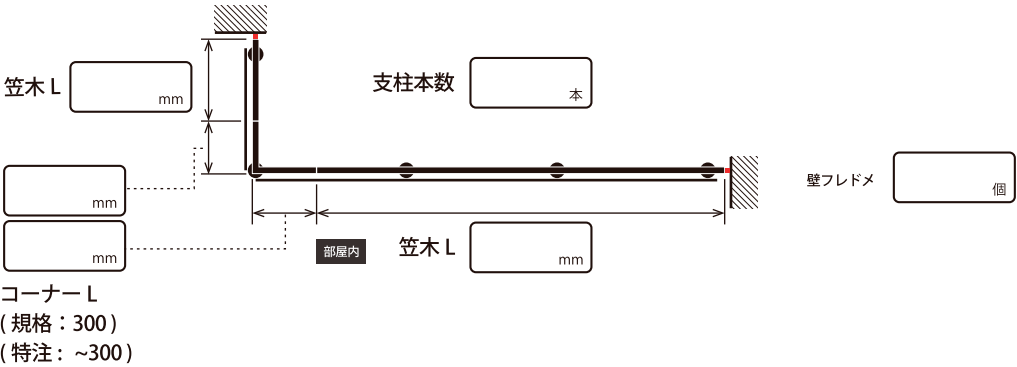 笠木 L
mm
支柱本数
本
mm
mm
壁フレドメ
個
部屋内
笠木 L
mm
コーナー L
( 規格：300 )
( 特注： ~300 )